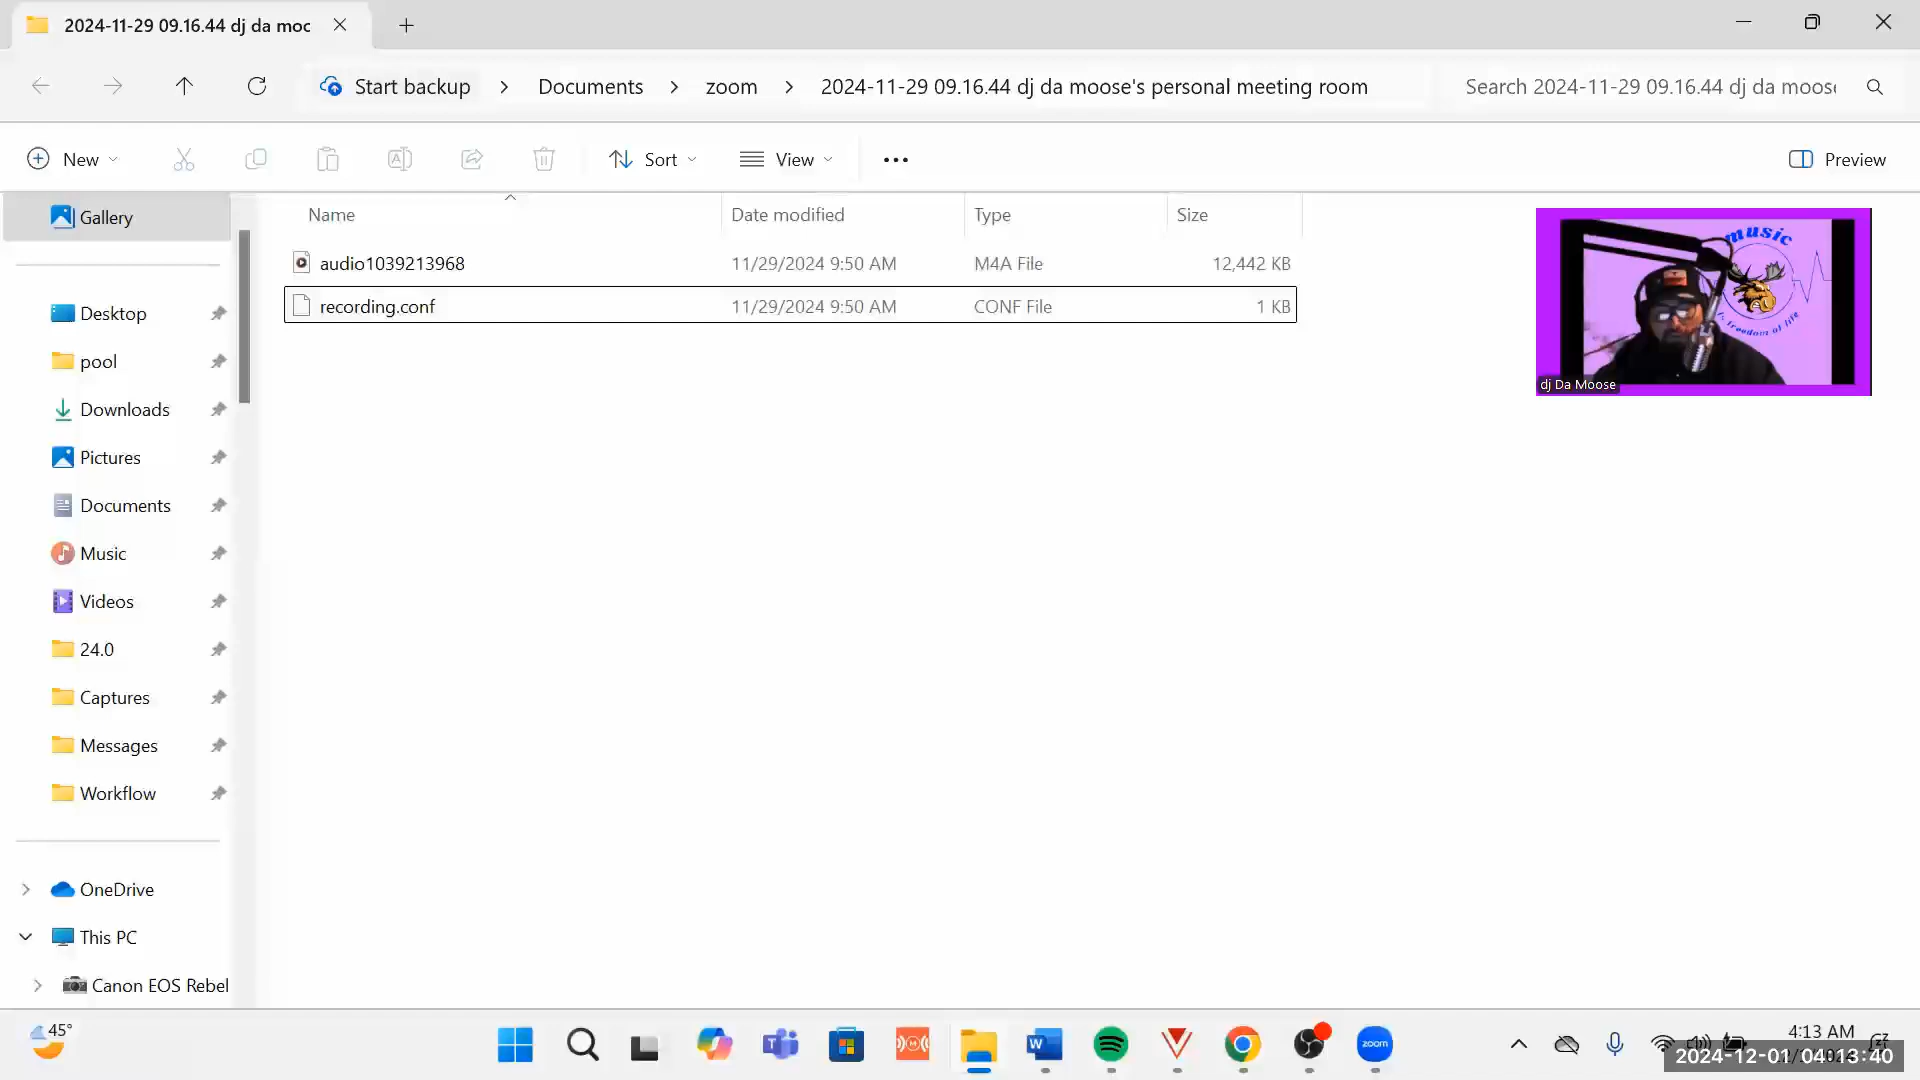 2024-11-29 09.16.44 dj da moc
Start backup
Documents
zoom
2024-11-29 09.16.44 dj da moose's personal meeting room
Search 2024-11-29 09.16.44 dj da moose
New
Sort
View
Preview
Gallery
Name
Date modified
Type
Size
audio1039213968
11/29/2024 9:50 AM
M4A File
12,442 KB
recording.conf
11/29/2024 9:50 AM
CONF File
1 KB
music
is freedom of life
dj Da Moose
Desktop
pool
Downloads
Pictures
Documents
Music
Videos
24.0
Captures
Messages
Workflow
OneDrive
This PC
Canon EOS Rebel
45°
zoom
4:13 AM
2024-12-01 04:13:40